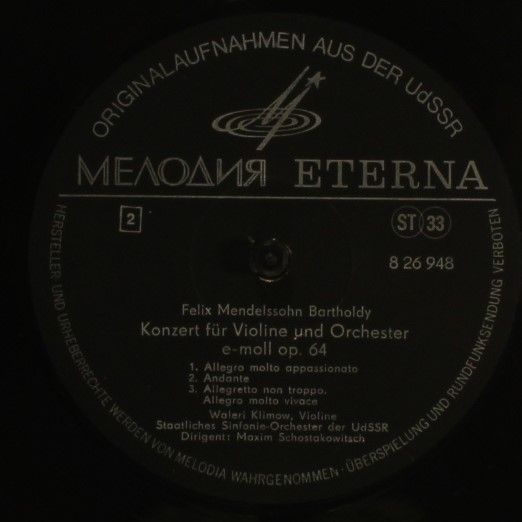 ORIGINALAUFNAHMEN AUS DER UdSSR
МЕЛОДИЯ ETERNA
2
ST 33
8 26 948
Felix Mendelssohn Bartholdy
Konzert für Violine und Orchester
e-moll op. 64
1. Allegro molto appassionato
2. Andante
3. Allegretto non troppo.
Allegro molto vivace
Waleri Klimow, Violine
Staatliches Sinfonie-Orchester der UdSSR
Dirigent: Maxim Schostakowitsch
HERSTELLER UND URHEBERRECHTE WERDEN VON MELODIA WAHRGENOMMEN · ÜBERSPIELUNG UND RUNDFUNKSENDUNG VERBOTEN